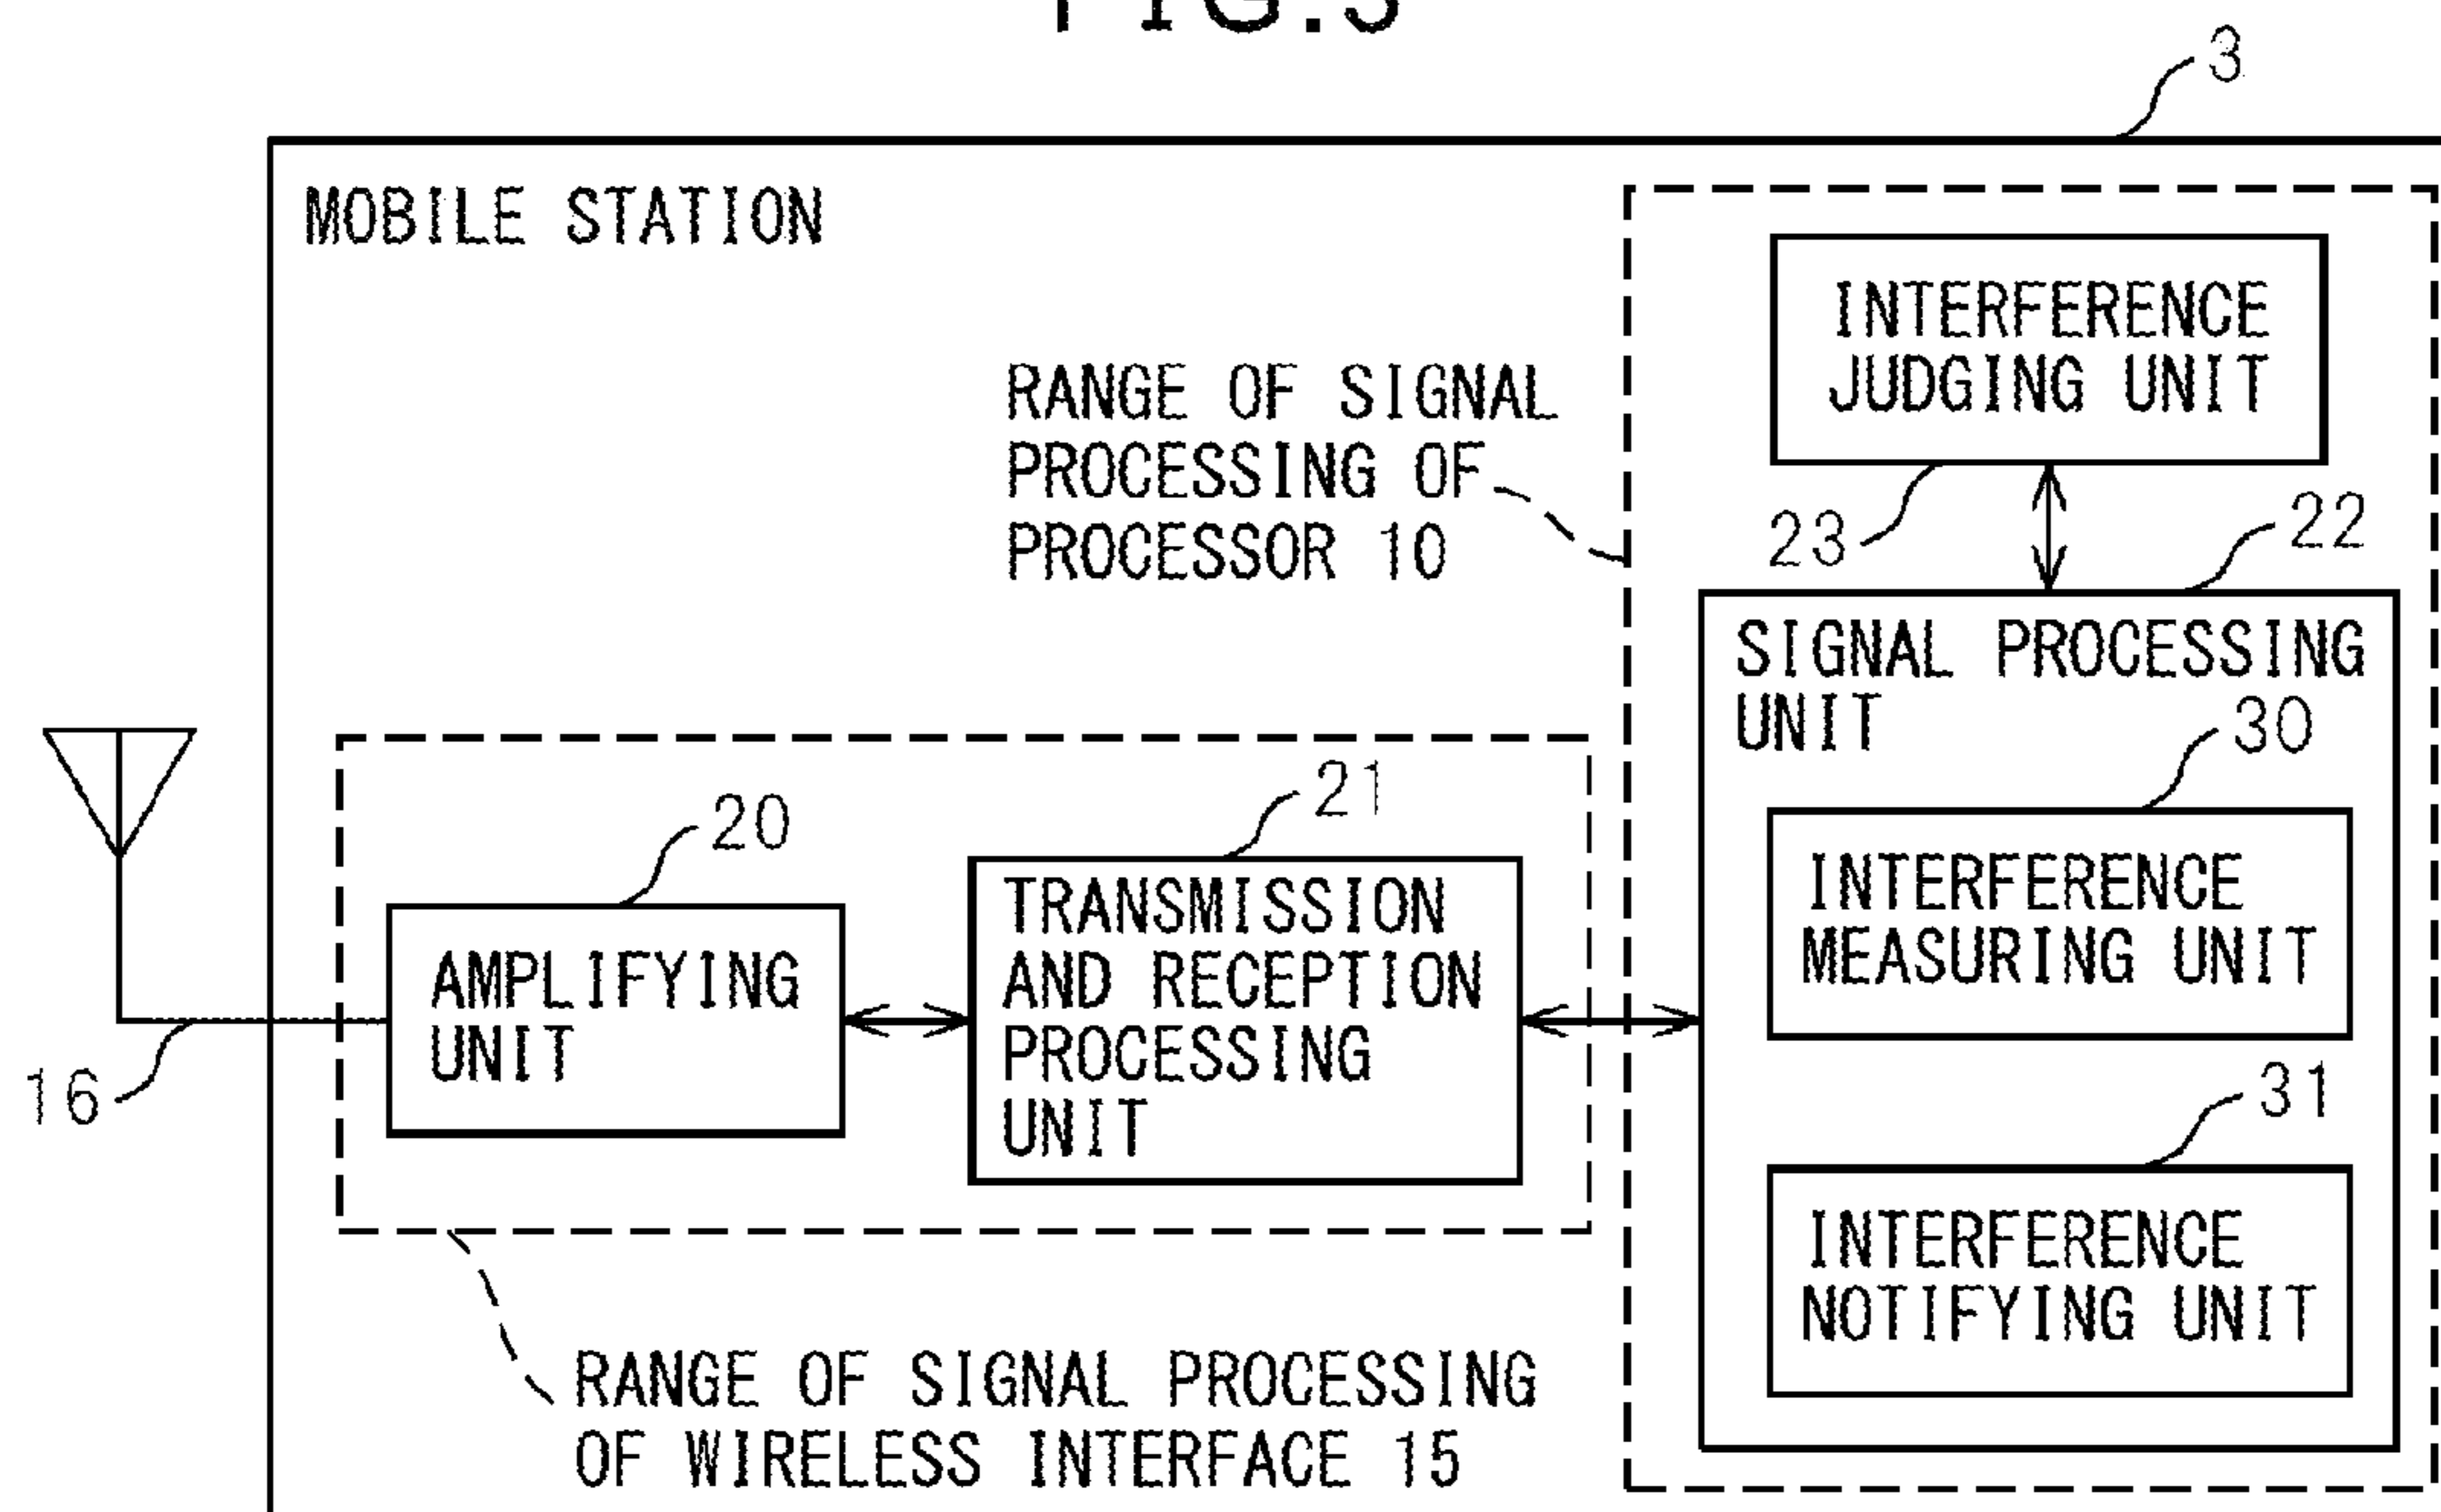 FIG.5
3
MOBILE STATION
INTERFERENCE
JUDGING UNIT
RANGE OF SIGNAL
PROCESSING OF
PROCESSOR 10
23
22
SIGNAL PROCESSING
UNIT
30
INTERFERENCE
MEASURING UNIT
31
INTERFERENCE
NOTIFYING UNIT
20
21
AMPLIFYING
UNIT
TRANSMISSION
AND RECEPTION
PROCESSING
UNIT
16
RANGE OF SIGNAL PROCESSING
OF WIRELESS INTERFACE 15